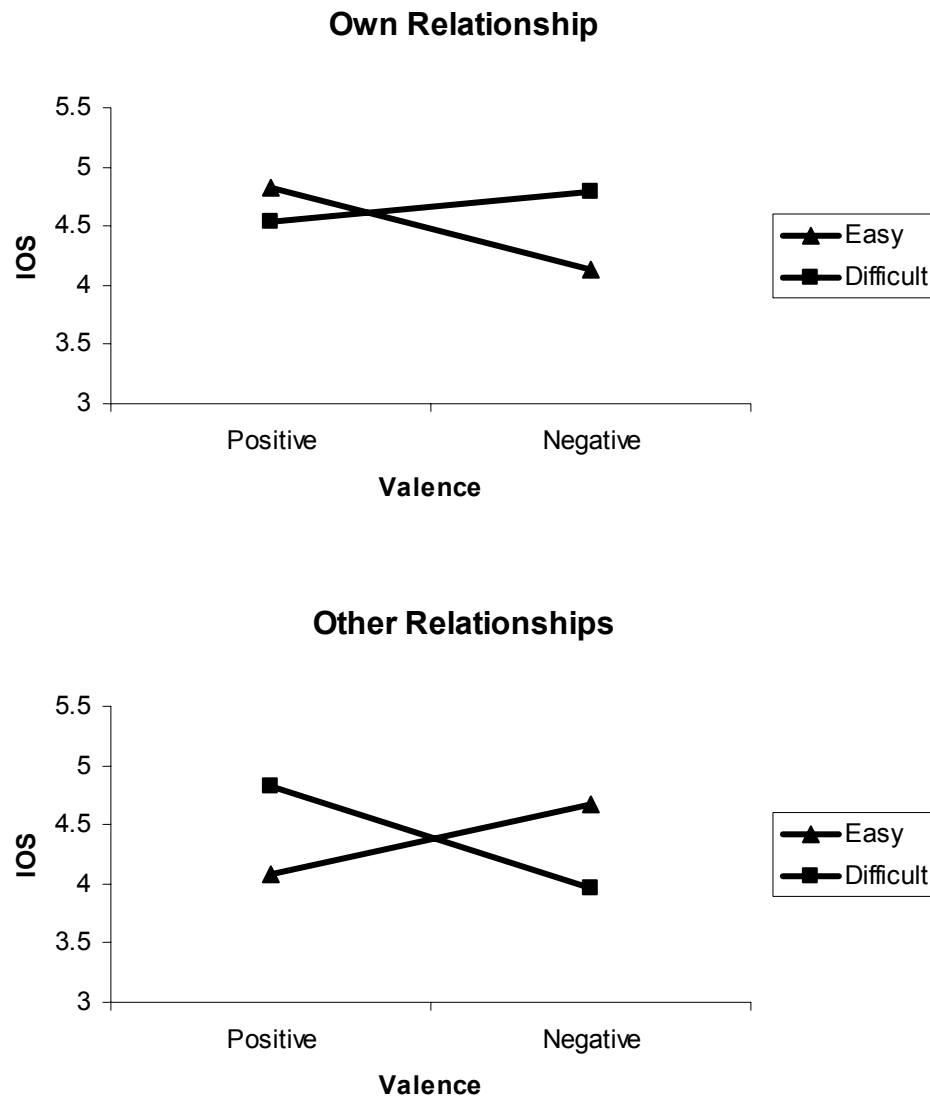 Own Relationship
5.5
5
4.5
4
3.5
3
IOS
Positive Negative
Valence
Easy
Difficult
Other Relationships
5.5
5
4.5
4
3.5
3
IOS
Positive Negative
Valence
Easy
Difficult